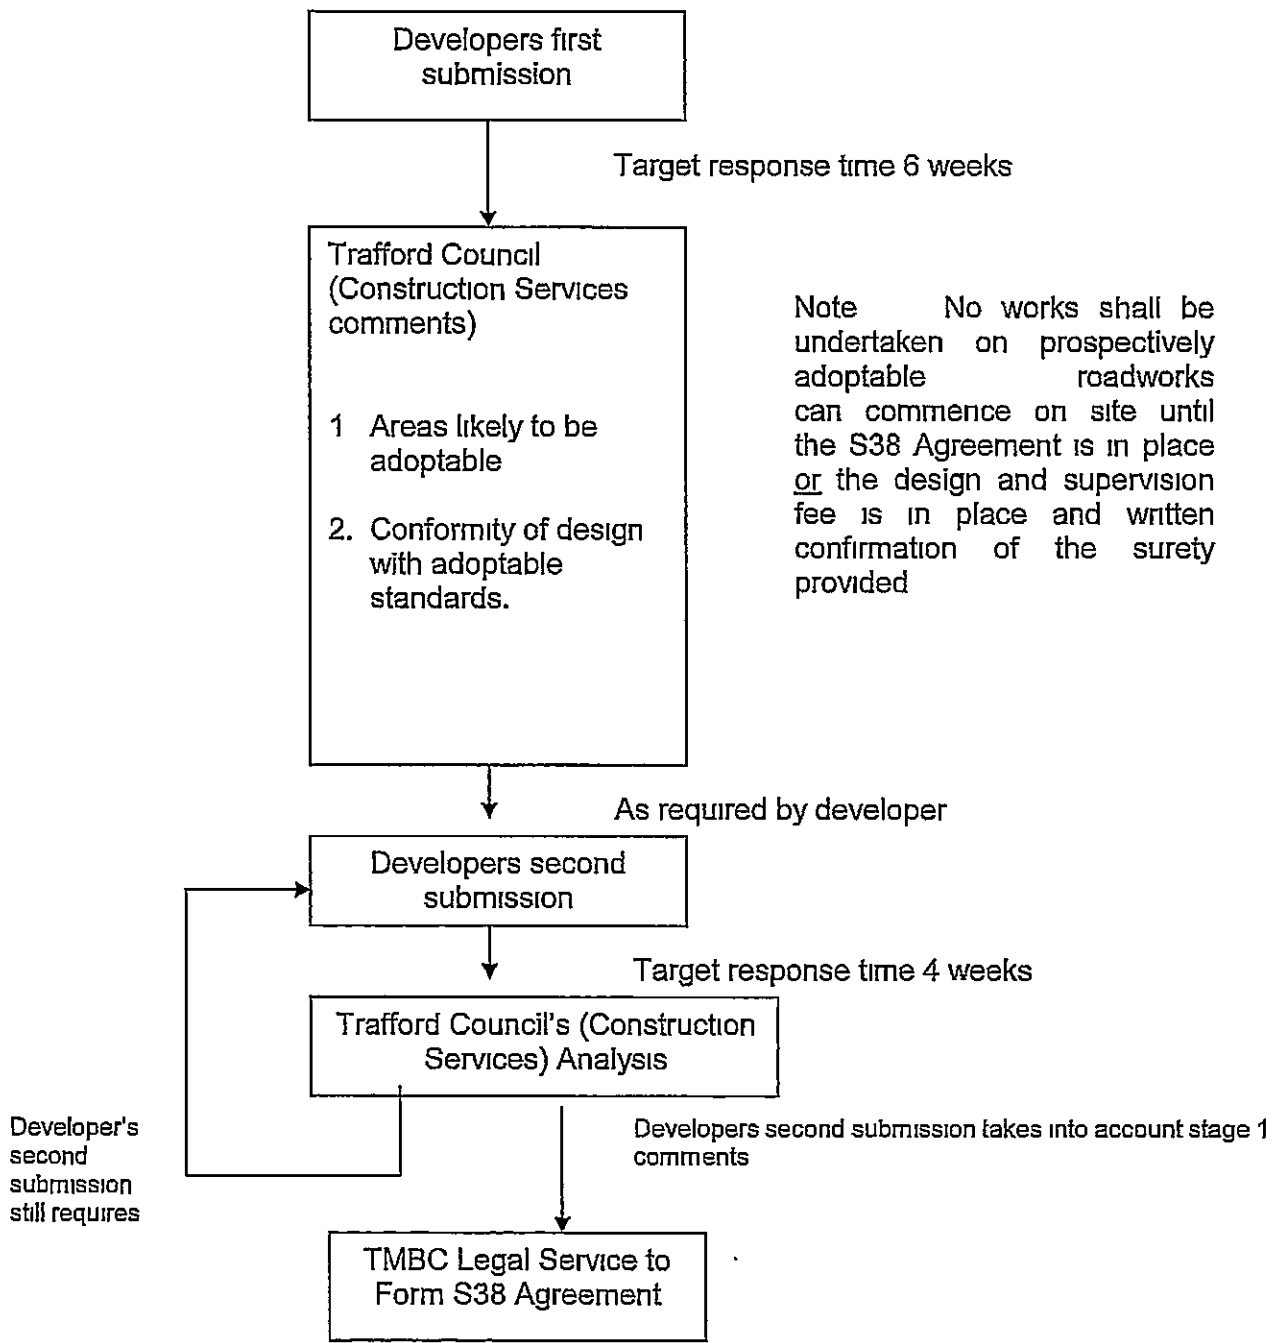 Developers first
submission
Target response time 6 weeks
Trafford Council
(Construction Services
comments)
1 Areas likely to be
adoptable
2. Conformity of design
with adoptable
standards.
Note No works shall be
undertaken on prospectively
adoptable roadworks
can commence on site until
the S38 Agreement is in place
or the design and supervision
fee is in place and written
confirmation of the surety
provided
As required by developer
Developers second
submission
Target response time 4 weeks
Trafford Council's (Construction
Services) Analysis
Developer's
second
submission
still requires
Developers second submission takes into account stage 1
comments
TMBC Legal Service to
Form S38 Agreement